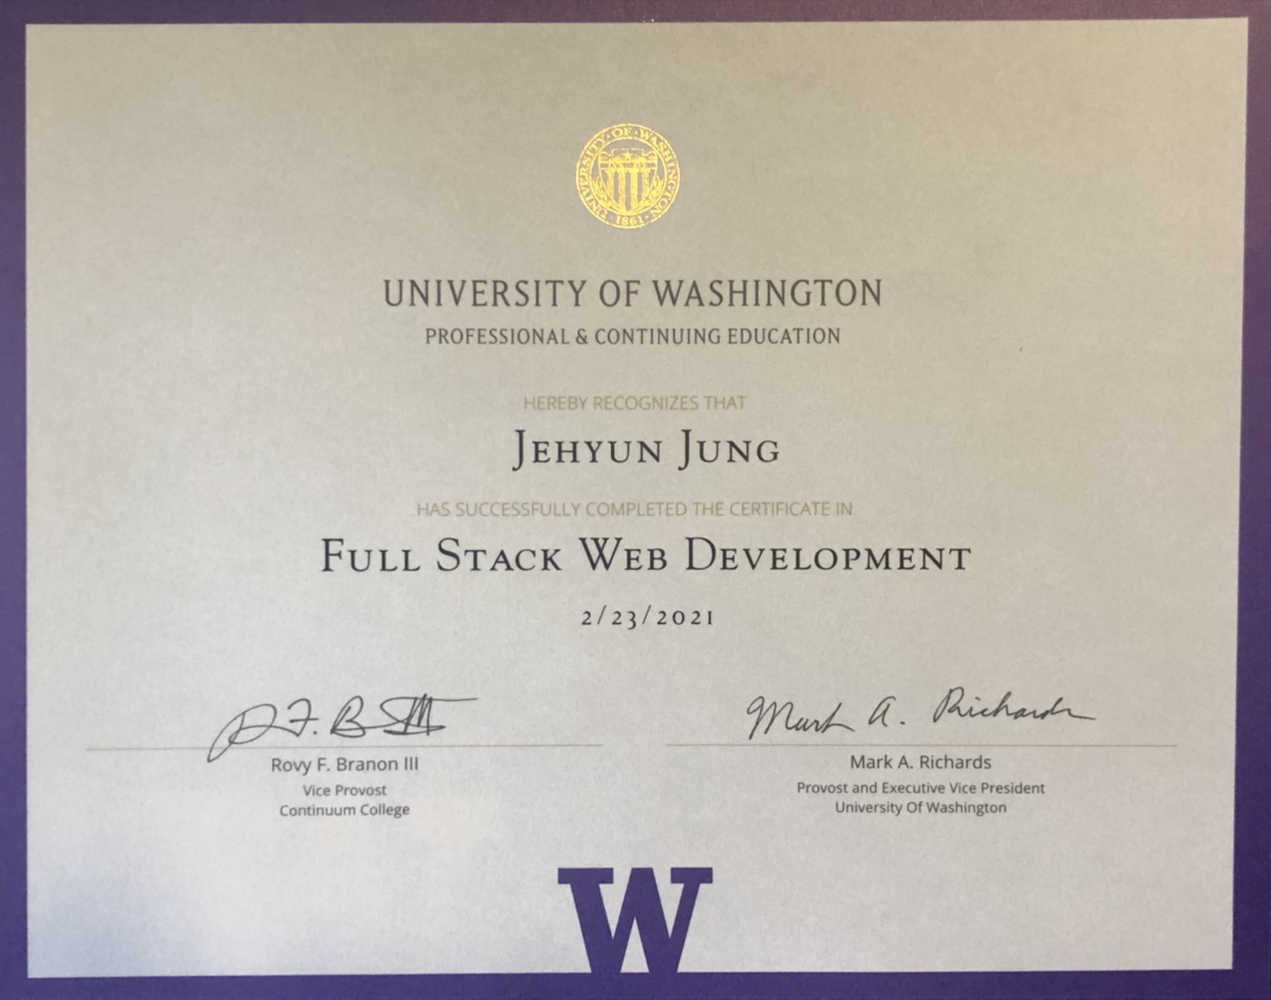 UNIVERSITY · OF · WASHINGTON
· 1861 ·
UNIVERSITY OF WASHINGTON
PROFESSIONAL & CONTINUING EDUCATION
HEREBY RECOGNIZES THAT
JEHYUN JUNG
HAS SUCCESSFULLY COMPLETED THE CERTIFICATE IN
FULL STACK WEB DEVELOPMENT
2/23/2021
R F. B III
Mark A. Richards
Rovy F. Branon III
Mark A. Richards
Vice Provost
Provost and Executive Vice President
Continuum College
University Of Washington
W